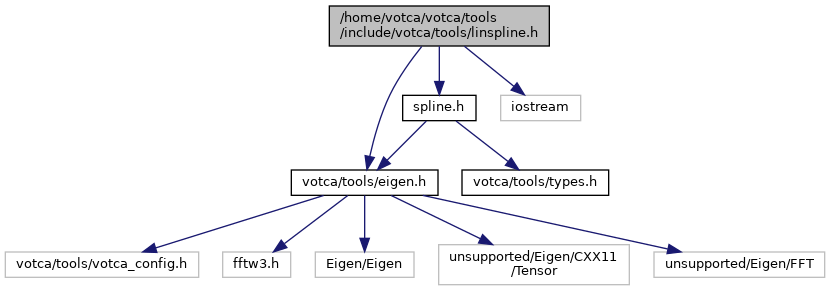 /home/votca/votca/tools
/include/votca/tools/linspline.h
spline.h
iostream
votca/tools/eigen.h
votca/tools/types.h
votca/tools/votca_config.h
fftw3.h
Eigen/Eigen
unsupported/Eigen/CXX11
/Tensor
unsupported/Eigen/FFT